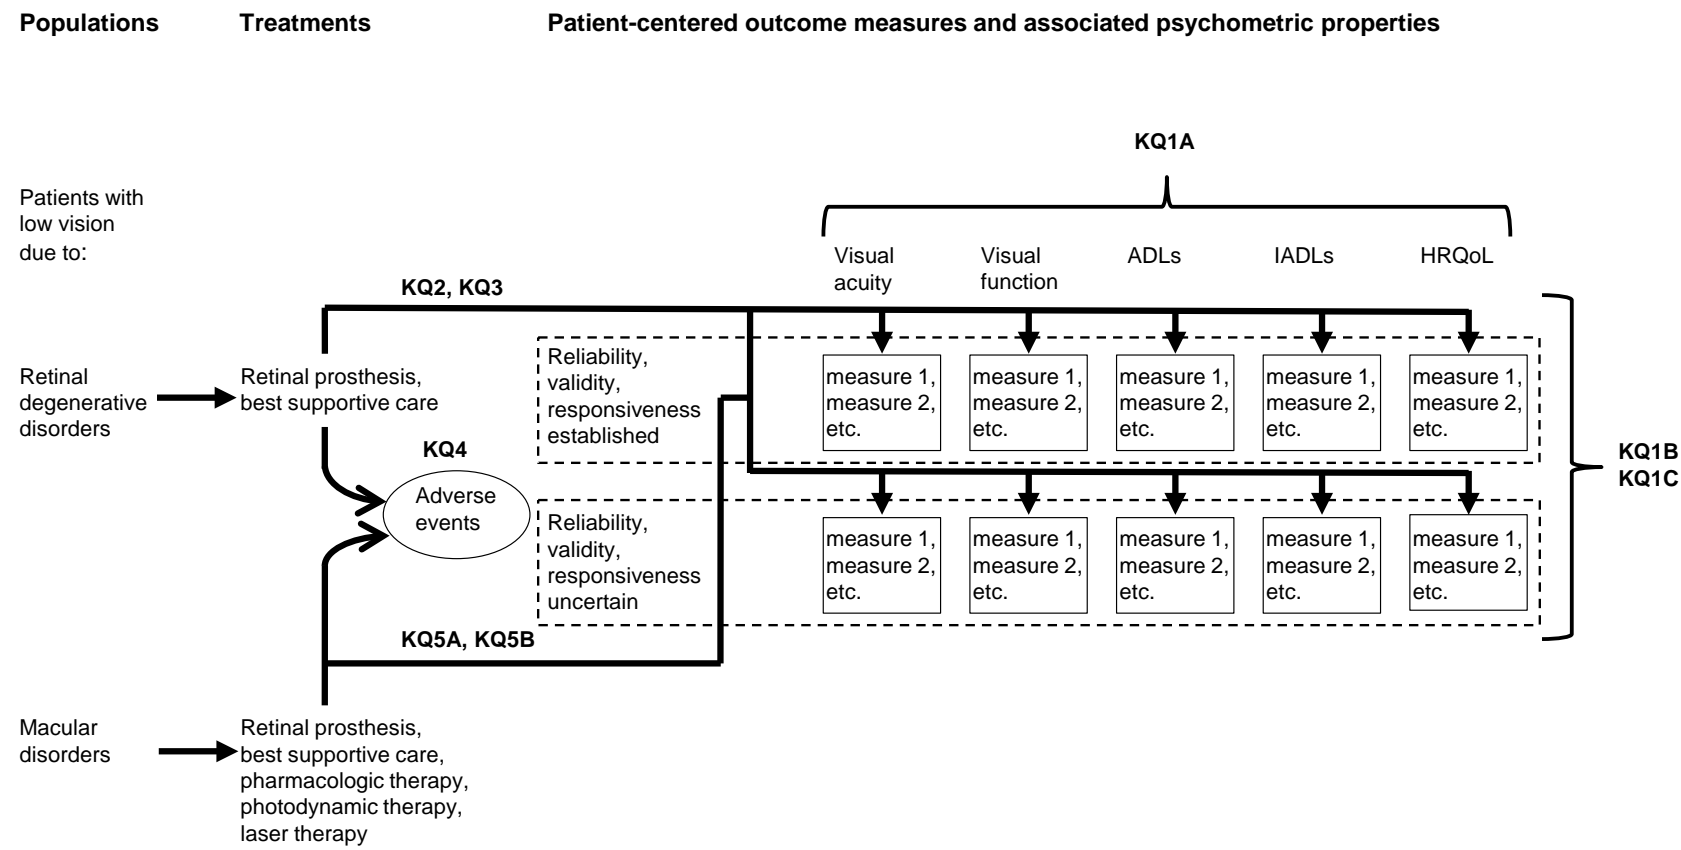 Populations
Treatments
Patient-centered outcome measures and associated psychometric properties
KQ1A
Patients with
low vision
due to:
Visual
acuity
Visual
function
ADLs
IADLs
HRQoL
KQ2, KQ3
Retinal
degenerative
disorders
Retinal prosthesis,
best supportive care
Reliability,
validity,
responsiveness
established
measure 1,
measure 2,
etc.
measure 1,
measure 2,
etc.
measure 1,
measure 2,
etc.
measure 1,
measure 2,
etc.
measure 1,
measure 2,
etc.
KQ1B
KQ1C
KQ4
Adverse
events
Reliability,
validity,
responsiveness
uncertain
measure 1,
measure 2,
etc.
measure 1,
measure 2,
etc.
measure 1,
measure 2,
etc.
measure 1,
measure 2,
etc.
measure 1,
measure 2,
etc.
KQ5A, KQ5B
Macular
disorders
Retinal prosthesis,
best supportive care,
pharmacologic therapy,
photodynamic therapy,
laser therapy